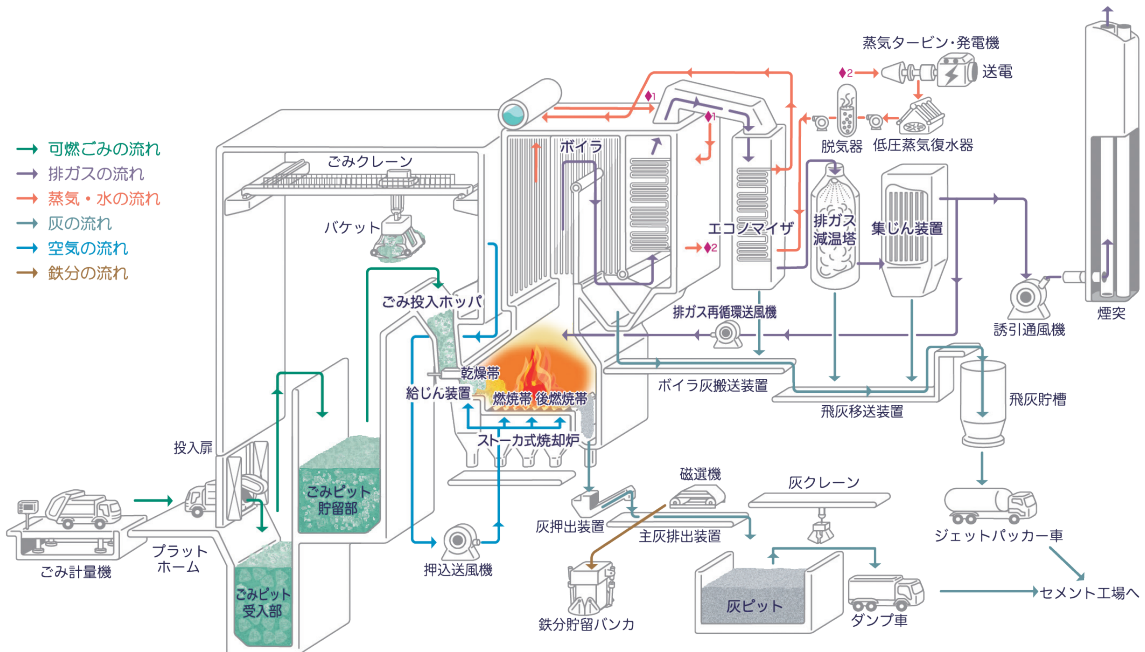 可燃ごみの流れ
排ガスの流れ
蒸気・水の流れ
灰の流れ
空気の流れ
鉄分の流れ
蒸気タービン・発電機
♦2
送電
脱気器
低圧蒸気復水器
♦1
♦1
ボイラ
ごみクレーン
バケット
エコノマイザ
排ガス
減温塔
集じん装置
♦2
ごみ投入ホッパ
排ガス再循環送風機
誘引通風機
煙突
乾燥帯
給じん装置
燃焼帯
後燃焼帯
ボイラ灰搬送装置
飛灰移送装置
飛灰貯槽
ストーカ式焼却炉
投入扉
ごみピット
貯留部
磁選機
灰クレーン
灰押出装置
主灰排出装置
ジェットパッカー車
ごみ計量機
プラット
ホーム
押込送風機
ごみピット
受入部
灰ピット
セメント工場へ
鉄分貯留バンカ
ダンプ車